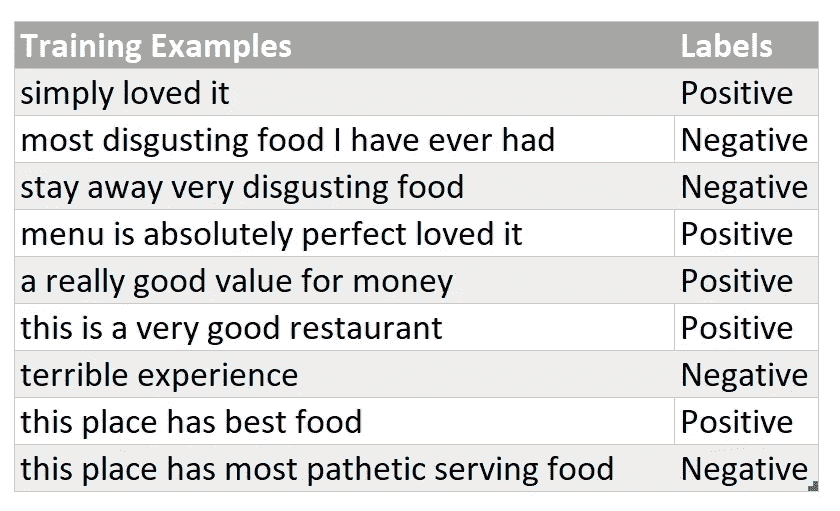 Training Examples Labels
simply loved it Positive
most disgusting food I have ever had Negative
stay away very disgusting food Negative
menu is absolutely perfect loved it Positive
a really good value for money Positive
this is a very good restaurant Positive
terrible experience Negative
this place has best food Positive
this place has most pathetic serving food Negative